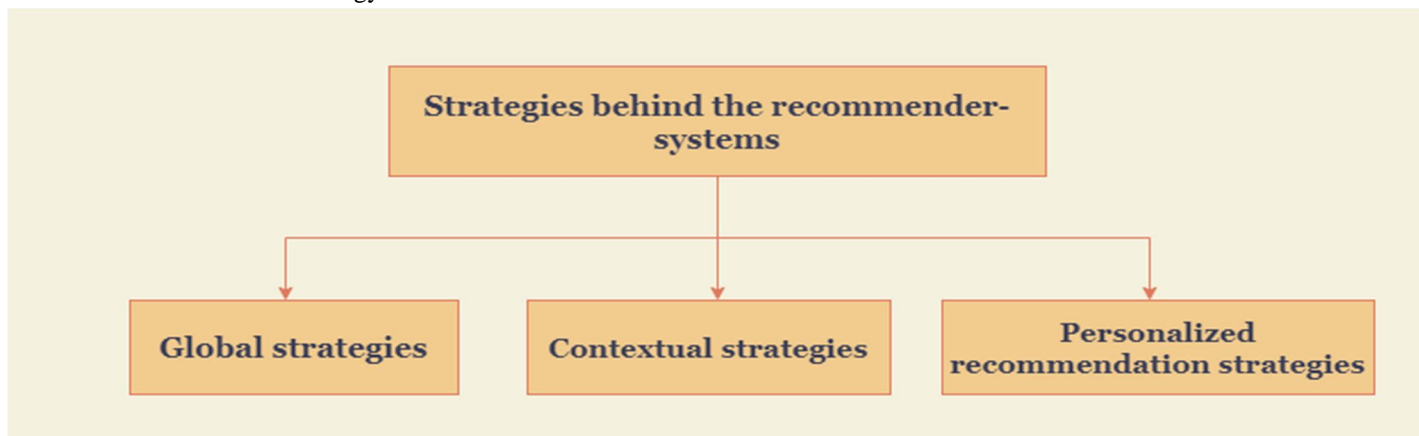 Strategies behind the recommender-
systems
Global strategies
Contextual strategies
Personalized
recommendation strategies